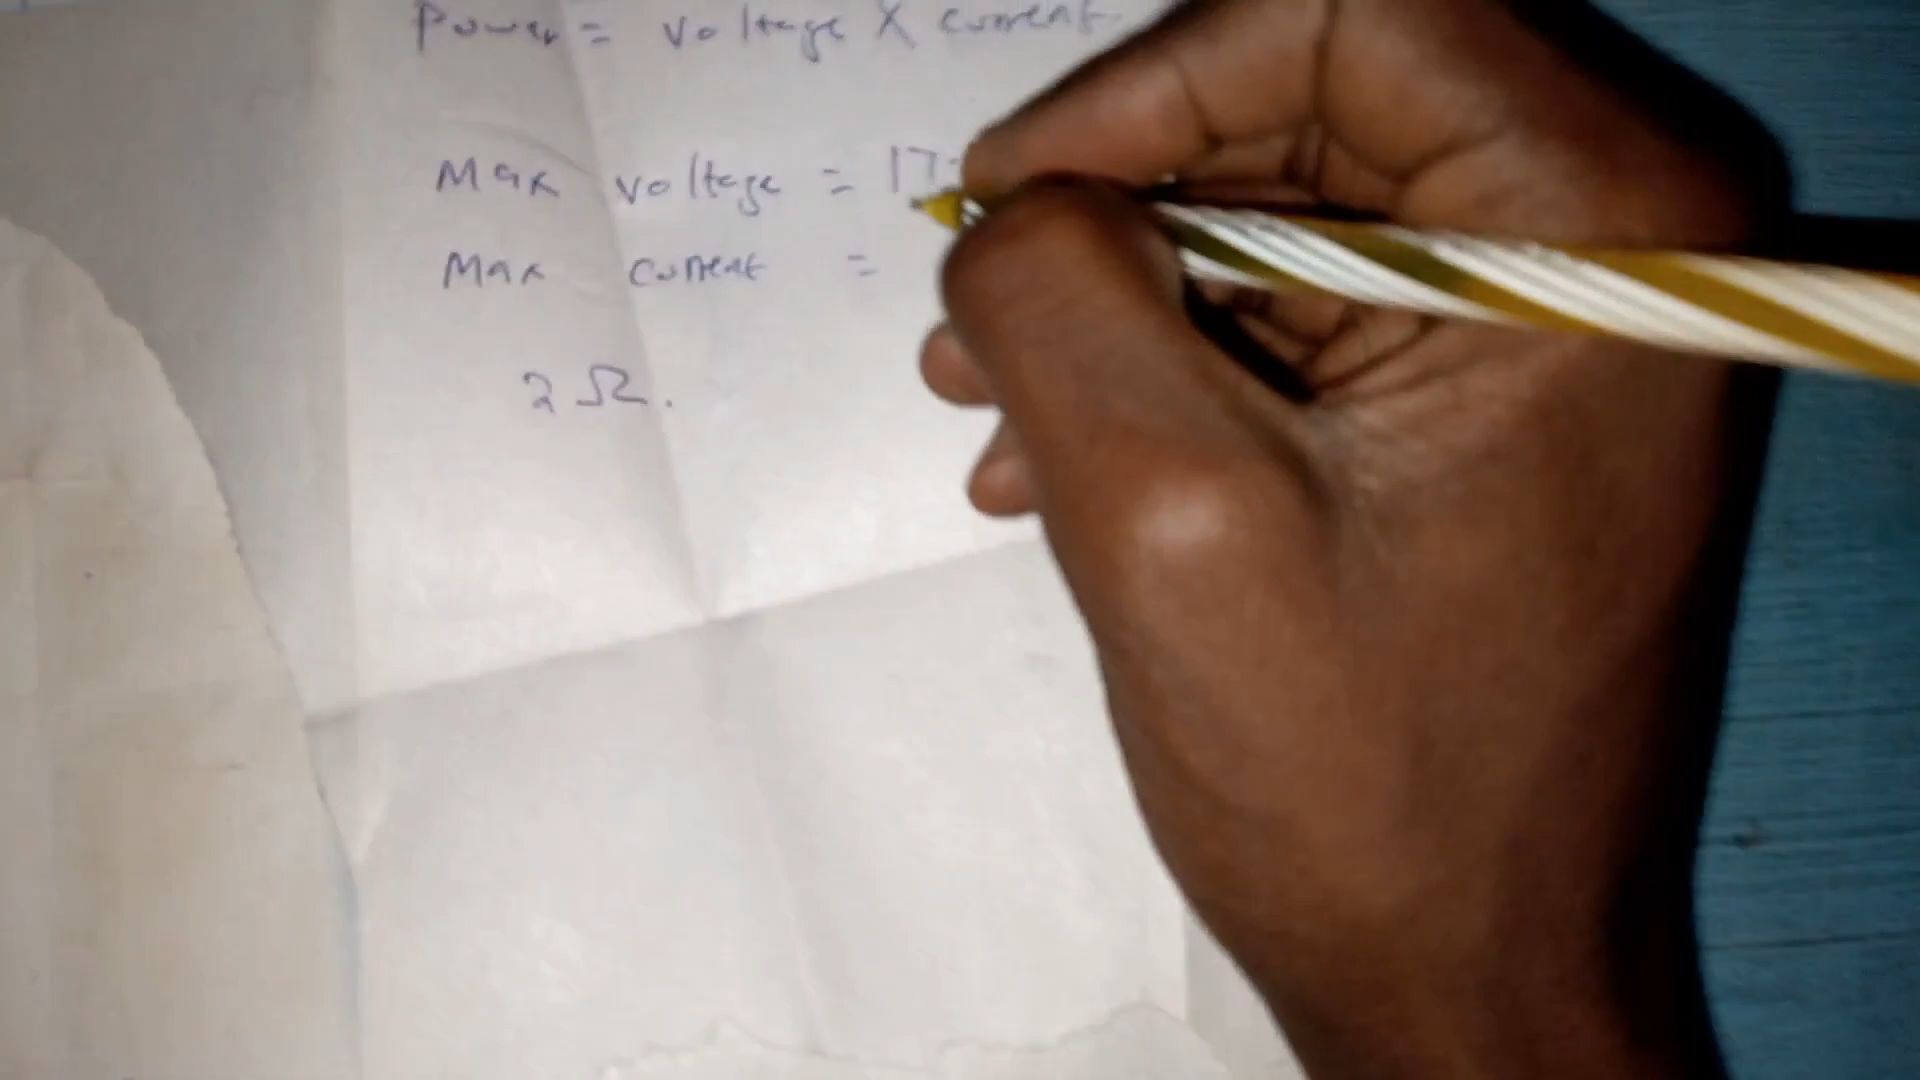 Power = voltage X current.
Max voltage = 17
Max current =
2 Ω.